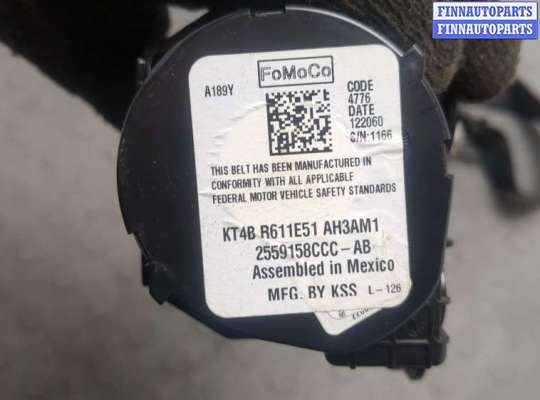 FINNAUTOPARTS
FINNAUTOPARTS
FoMoCo
A189Y
CODE
4776
DATE
122060
S/N:1166
THIS BELT HAS BEEN MANUFACTURED IN
CONFORMITY WITH ALL APPLICABLE
FEDERAL MOTOR VEHICLE SAFETY STANDARDS
KT4B R611E51 AH3AM1
2559158CCC-AB
Assembled in Mexico
MFG. BY KSS L-126